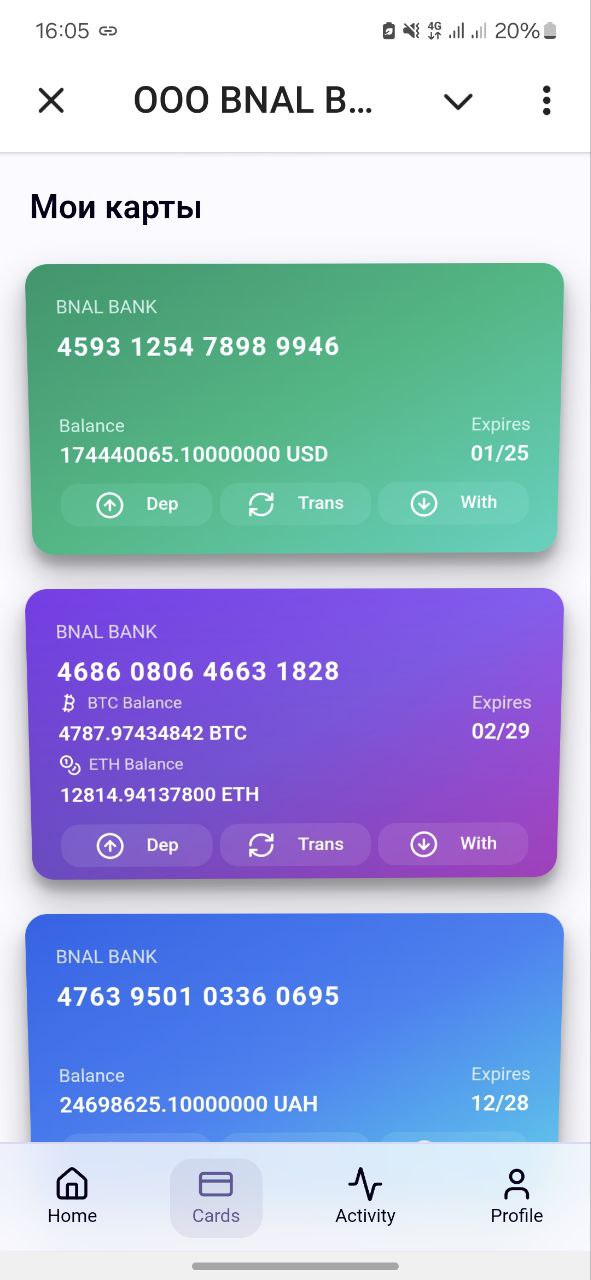 16:05 4G 20%
ООО BNAL B...
Мои карты
BNAL BANK
4593 1254 7898 9946
Balance Expires
174440065.10000000 USD 01/25
Dep Trans With
BNAL BANK
4686 0806 4663 1828
BTC Balance Expires
4787.97434842 BTC 02/29
ETH Balance
12814.94137800 ETH
Dep Trans With
BNAL BANK
4763 9501 0336 0695
Balance Expires
24698625.10000000 UAH 12/28
Home Cards Activity Profile